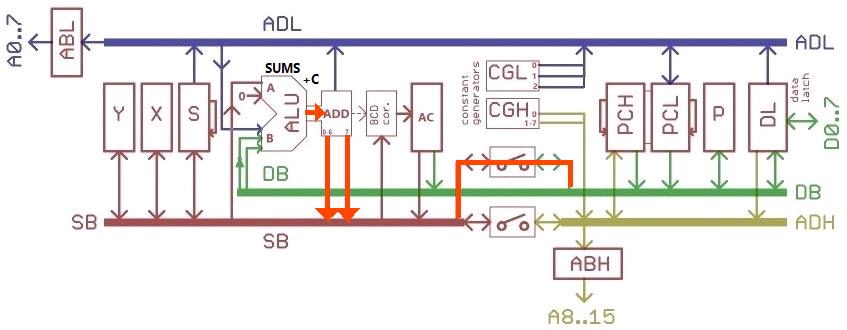 ADL
ADL
A0..7
ABL
SUMS
+C
0
A
B
ALU
ADD
0-6 7
BCD
cor.
AC
constant
generators
CGL
0
1
2
CGH
0
1-7
Y
X
S
PCH
PCL
P
DL
data
latch
D0..7
DB
DB
SB
SB
ADH
ABH
A8..15